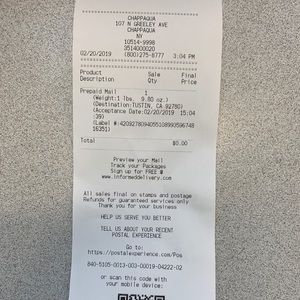 CHAPPAQUA
107 N GREELEY AVE
CHAPPAQUA
NY
10514-9998
3514000020
02/20/2019 (800)275-8777 3:04 PM
Product Sale Final
Description Qty Price
Prepaid Mail 1
(Weight:1 lbs. 9.80 oz.)
(Destination:TUSTIN, CA 92780)
(Acceptance Date:02/20/2019 15:04
:39)
(Label #:42092780940551089905967 48
16351)
Total $0.00
Preview your Mail
Track your Packages
Sign up for FREE @
www.informeddelivery.com
All sales final on stamps and postage
Refunds for guaranteed services only
Thank you for your business
HELP US SERVE YOU BETTER
TELL US ABOUT YOUR RECENT
POSTAL EXPERIENCE
Go to:
https://postalexperience.com/Pos
840-5105-0013-003-00019-04222-02
or scan this code with
your mobile device: